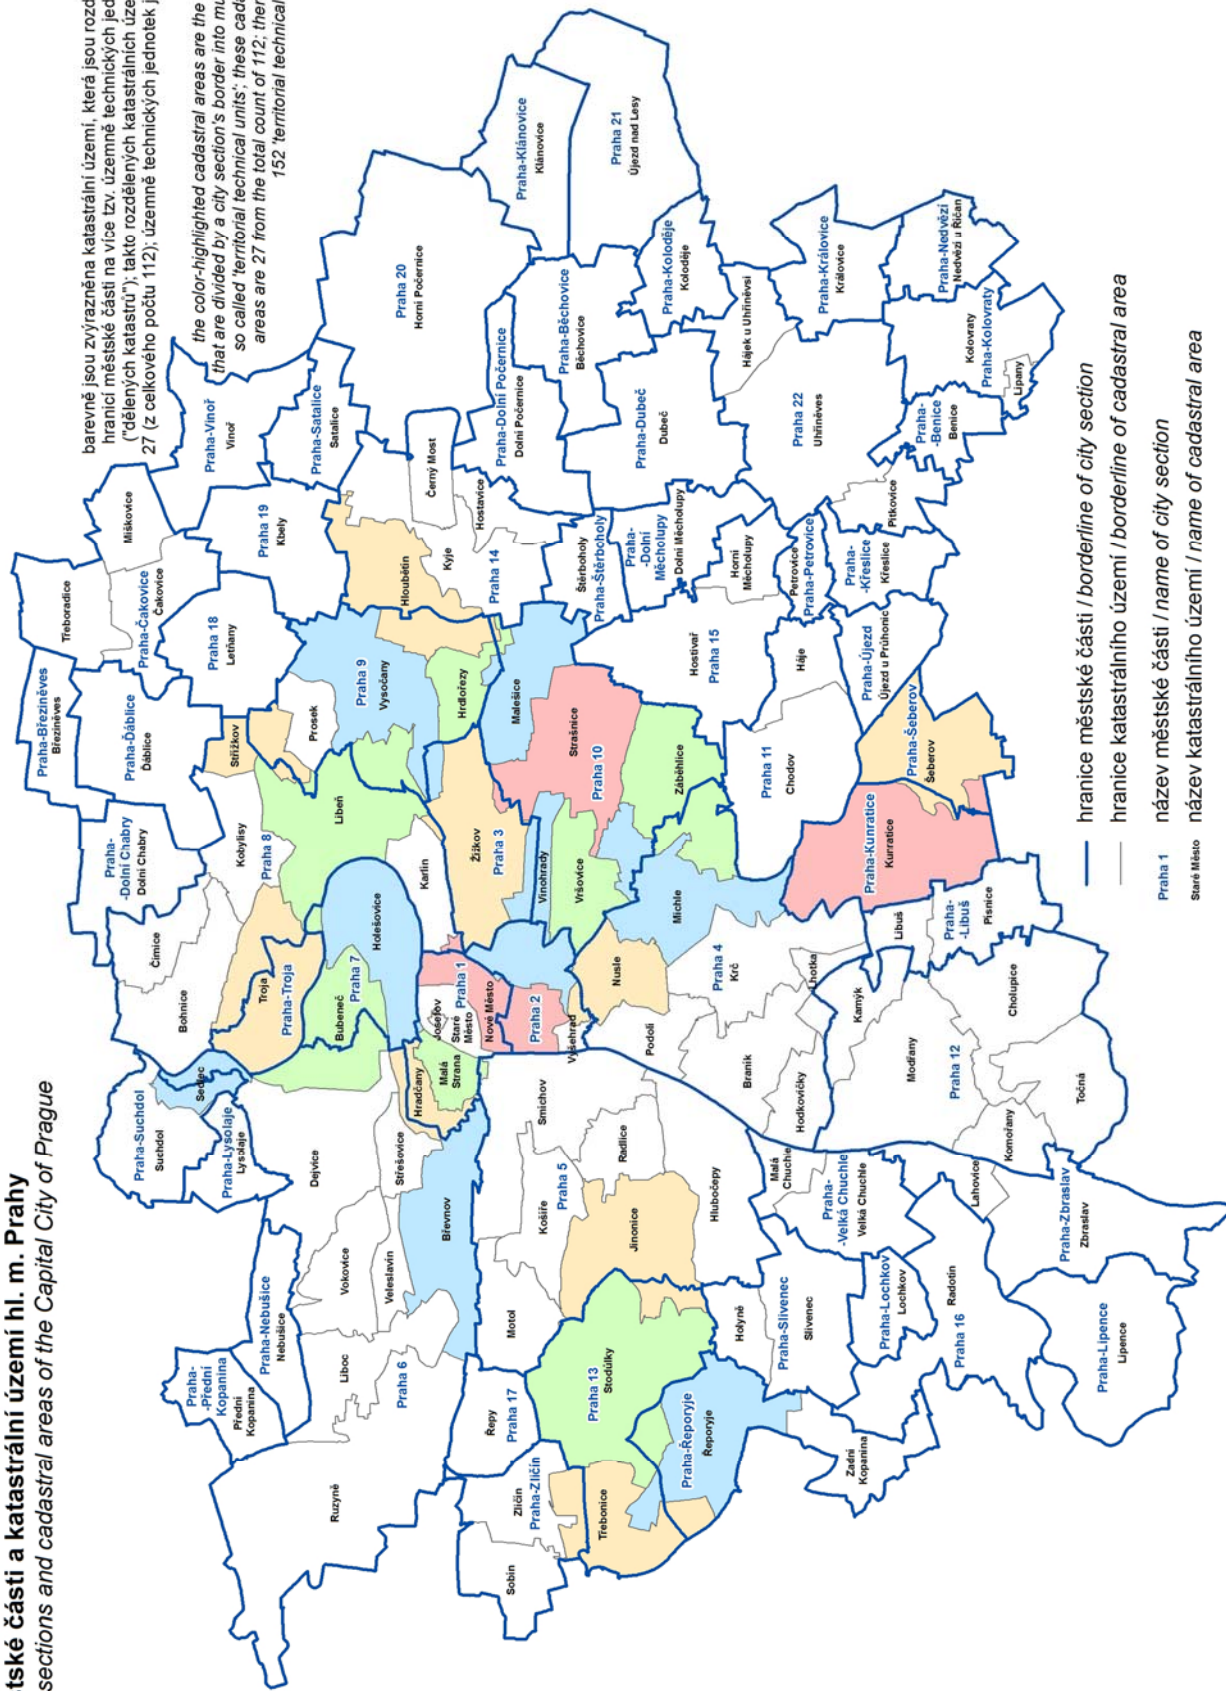 tské části a katastrální území hl. m. Prahy
sections and cadastral areas of the Capital City of Prague
barevně jsou zvýrazněna katastrální území, která jsou rozd
hranicí městské části na více tzv. územně technických jed
("dělených katastrů"); takto rozdělených katastrálních úze
27 (z celkového počtu 112); územně technických jednotek j
the color-highlighted cadastral areas are the
that are divided by a city section's border into mu
so called 'territorial technical units'; these cada
areas are 27 from the total count of 112; ther
152 'territorial technical
Praha-Březiněves
Březiněves
Třeboradice
Miškovice
Praha-Čakovice
Čakovice
Praha-Vinoř
Vinoř
Praha-
-Dolní Chabry
Dolní Chabry
Praha-Ďáblice
Ďáblice
Praha 18
Letňany
Praha 19
Kbely
Praha-Satalice
Satalice
Praha 20
Horní Počernice
Praha-Klánovice
Klánovice
Praha 21
Újezd nad Lesy
Praha-Suchdol
Suchdol
Sedlec
Praha-Lysolaje
Lysolaje
Bohnice
Čimice
Kobylisy
Praha 8
Střížkov
Prosek
Troja
Praha-Troja
Libeň
Praha 9
Vysočany
Hloubětín
Kyje
Praha 14
Černý Most
Hostavice
Praha-Dolní Počernice
Dolní Počernice
Praha-Běchovice
Běchovice
Praha-Koloděje
Koloděje
Praha-
-Přední
Kopanina
Přední
Kopanina
Praha-Nebušice
Nebušice
Dejvice
Bubeneč
Praha 7
Holešovice
Karlín
Hrdlořezy
Malešice
Ruzyně
Liboc
Praha 6
Vokovice
Veleslavín
Střešovice
Břevnov
Hradčany
Malá
Strana
Josefov
Staré
Město
Praha 1
Nové Město
Praha 2
Vyšehrad
Žižkov
Praha 3
Vinohrady
Vršovice
Strašnice
Praha 10
Štěrboholy
Praha-Štěrboholy
Praha-
-Dolní
Měcholupy
Dolní Měcholupy
Praha-Dubeč
Dubeč
Hájek u Uhříněvsi
Praha 22
Uhříněves
Praha-Královice
Královice
Praha-Nedvězí
Nedvězí u Říčan
Kolovraty
Praha-Kolovraty
Lipany
Praha-
-Benice
Benice
Pitkovice
Horní
Měcholupy
Petrovice
Praha-Petrovice
Praha-
-Křeslice
Křeslice
Hostivař
Praha 15
Záběhlice
Michle
Nusle
Háje
Praha 11
Chodov
Praha-Újezd
Újezd u Průhonic
Praha-Šeberov
Šeberov
Praha-Kunratice
Kunratice
Praha 4
Krč
Podolí
Braník
Hodkovičky
Lhotka
Libuš
Praha-
-Libuš
Písnice
Kamýk
Modřany
Praha 12
Cholupice
Točná
Komořany
Smíchov
Košíře
Praha 5
Radlice
Motol
Jinonice
Hlubočepy
Řepy
Praha 17
Praha 13
Stodůlky
Zličín
Praha-Zličín
Sobín
Třebonice
Praha-Řeporyje
Řeporyje
Holyně
Praha-Slivenec
Slivenec
Malá
Chuchle
Praha-
-Velká Chuchle
Velká Chuchle
Praha-Lochkov
Lochkov
Zadní
Kopanina
Radotín
Praha 16
Lahovice
Praha-Zbraslav
Zbraslav
Praha-Lipence
Lipence
hranice městské části / borderline of city section
hranice katastrálního území / borderline of cadastral area
Praha 1 název městské části / name of city section
Staré Město název katastrálního území / name of cadastral area